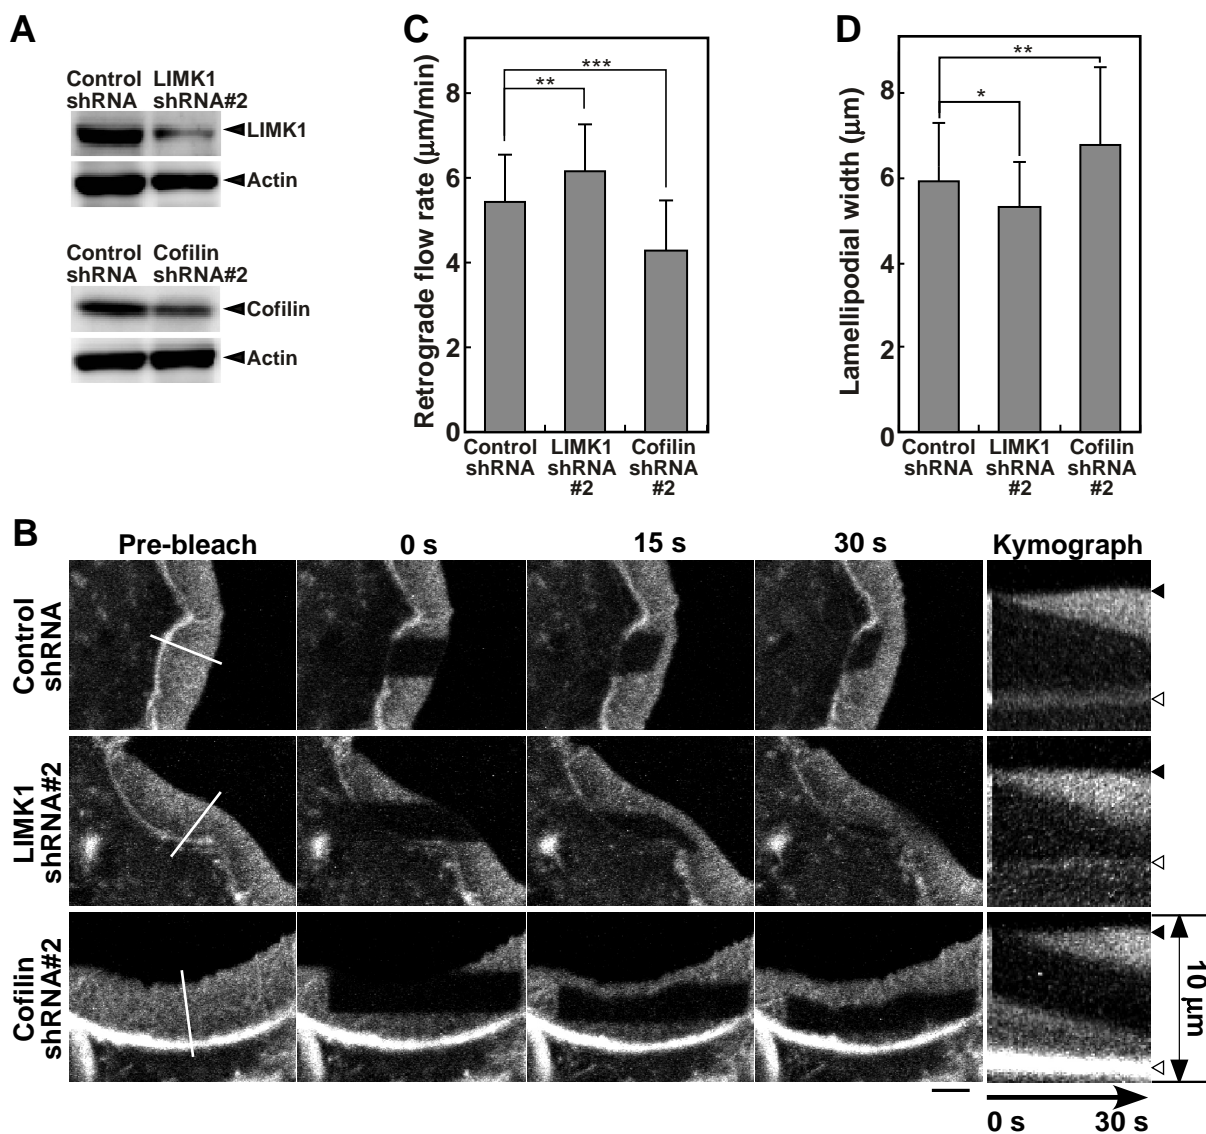 A
Control LIMK1
shRNA shRNA#2
LIMK1
Actin
Control Cofilin
shRNA shRNA#2
Cofilin
Actin
C
Retrograde flow rate (μm/min)
8
6
4
2
0
**
***
Control
shRNA
LIMK1
shRNA
#2
Cofilin
shRNA
#2
D
Lamellipodial width (μm)
8
6
4
2
0
*
**
Control
shRNA
LIMK1
shRNA
#2
Cofilin
shRNA
#2
B
Pre-bleach 0 s 15 s 30 s Kymograph
Control
shRNA
LIMK1
shRNA#2
Cofilin
shRNA#2
10 μm
0 s 30 s